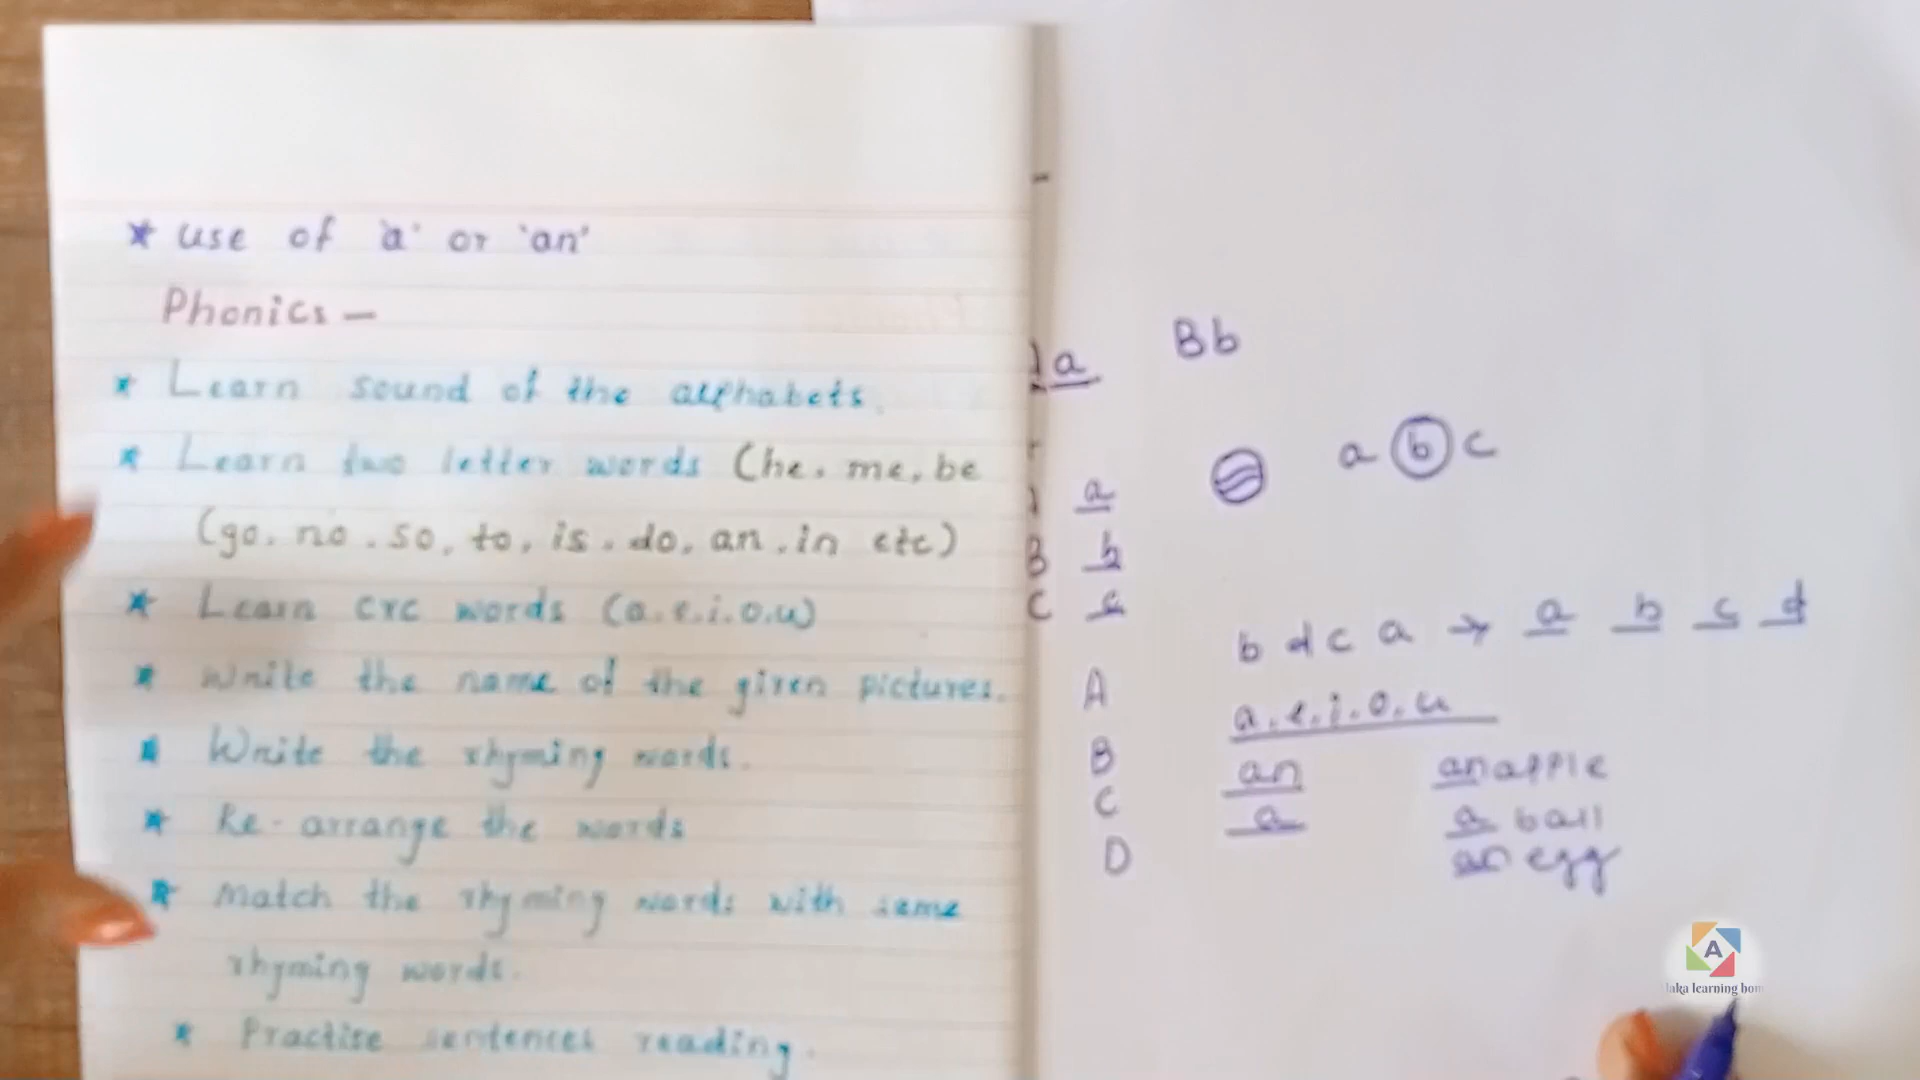 * use of 'a' or 'an'
Phonics —
* Learn sound of the alphabets.
* Learn two letter words (he, me, be
(go, no, so, to, is, do, an, in etc)
* Learn cvc words (a.e.i.o.u)
* Write the name of the given pictures.
* Write the rhyming words.
* Re-arrange the words
* Match the rhyming words with same
rhyming words.
* Practise sentences reading.
a Bb
a b c
a
B b
C c
b d c a → a b c d
a.e.i.o.u
A
B
C
D
an an apple
a a ball
an egg
A
learning